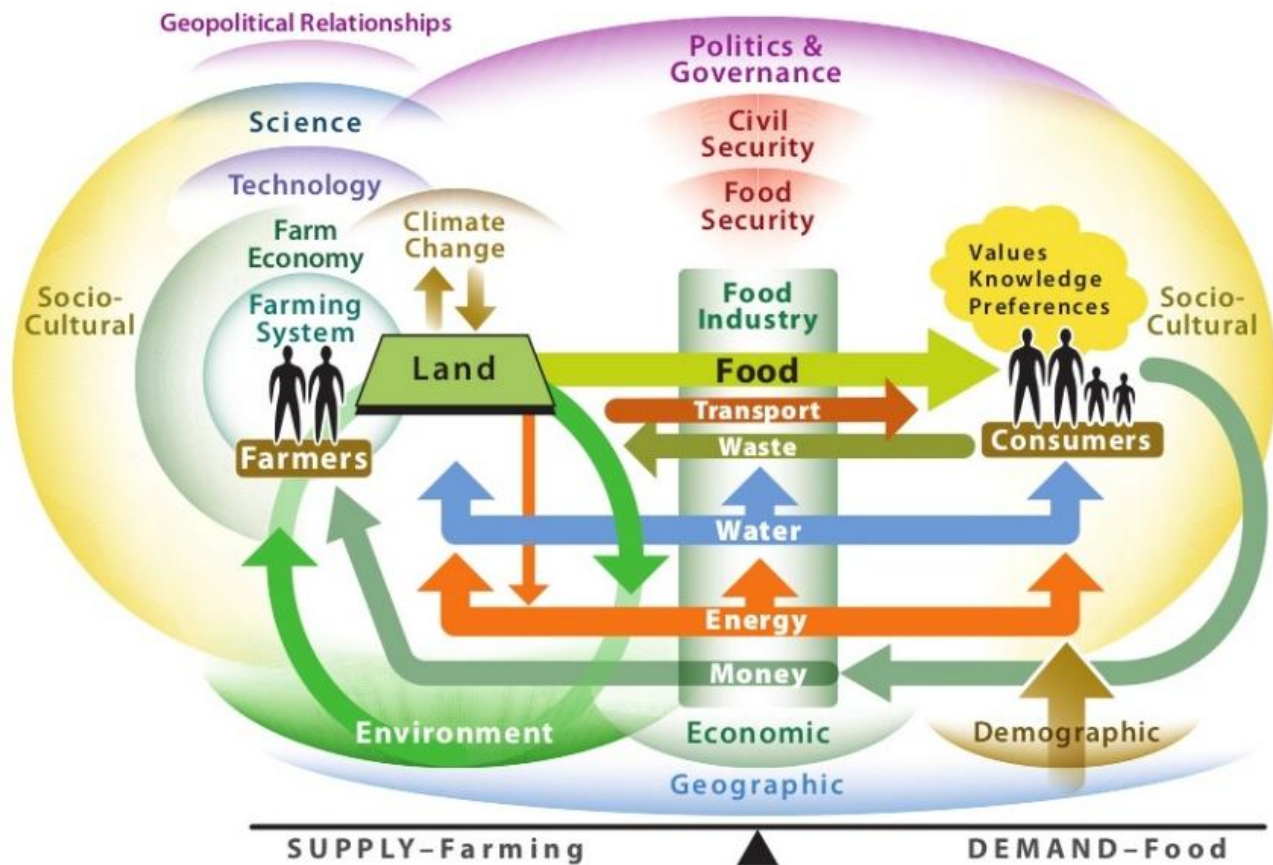 Geopolitical Relationships
Politics &
Governance
Science
Civil
Security
Technology
Food
Security
Climate
Change
Farm
Economy
Values
Knowledge
Preferences
Socio-
Cultural
Farming
System
Food
Industry
Socio-
Cultural
Land
Food
Transport
Waste
Farmers
Consumers
Water
Energy
Money
Environment
Economic
Demographic
Geographic
SUPPLY–Farming
DEMAND–Food